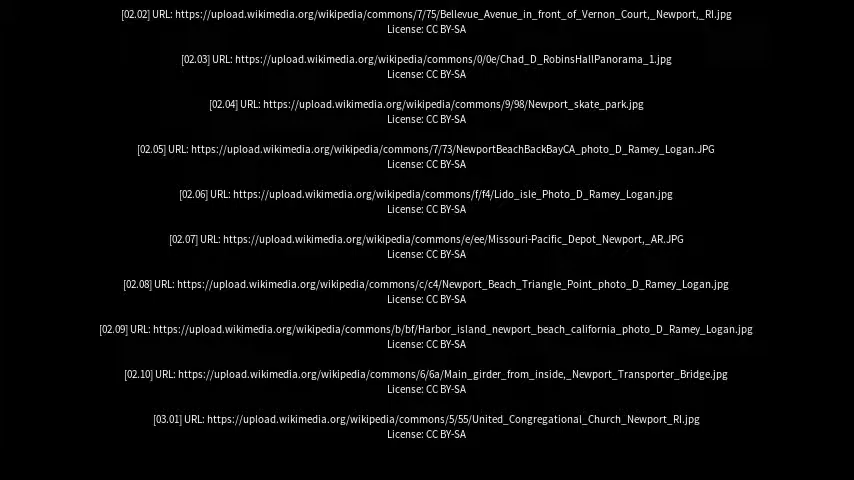 [02.02] URL: https://upload.wikimedia.org/wikipedia/commons/7/75/Bellevue_Avenue_in_front_of_Vernon_Court,_Newport,_RI.jpg
License: CC BY-SA
[02.03] URL: https://upload.wikimedia.org/wikipedia/commons/0/0e/Chad_D_RobinsHallPanorama_1.jpg
License: CC BY-SA
[02.04] URL: https://upload.wikimedia.org/wikipedia/commons/9/98/Newport_skate_park.jpg
License: CC BY-SA
[02.05] URL: https://upload.wikimedia.org/wikipedia/commons/7/73/NewportBeachBackBayCA_photo_D_Ramey_Logan.JPG
License: CC BY-SA
[02.06] URL: https://upload.wikimedia.org/wikipedia/commons/f/f4/Lido_isle_Photo_D_Ramey_Logan.jpg
License: CC BY-SA
[02.07] URL: https://upload.wikimedia.org/wikipedia/commons/e/ee/Missouri-Pacific_Depot_Newport,_AR.JPG
License: CC BY-SA
[02.08] URL: https://upload.wikimedia.org/wikipedia/commons/c/c4/Newport_Beach_Triangle_Point_photo_D_Ramey_Logan.jpg
License: CC BY-SA
[02.09] URL: https://upload.wikimedia.org/wikipedia/commons/b/bf/Harbor_island_newport_beach_california_photo_D_Ramey_Logan.jpg
License: CC BY-SA
[02.10] URL: https://upload.wikimedia.org/wikipedia/commons/6/6a/Main_girder_from_inside,_Newport_Transporter_Bridge.jpg
License: CC BY-SA
[03.01] URL: https://upload.wikimedia.org/wikipedia/commons/5/55/United_Congregational_Church_Newport_RI.jpg
License: CC BY-SA